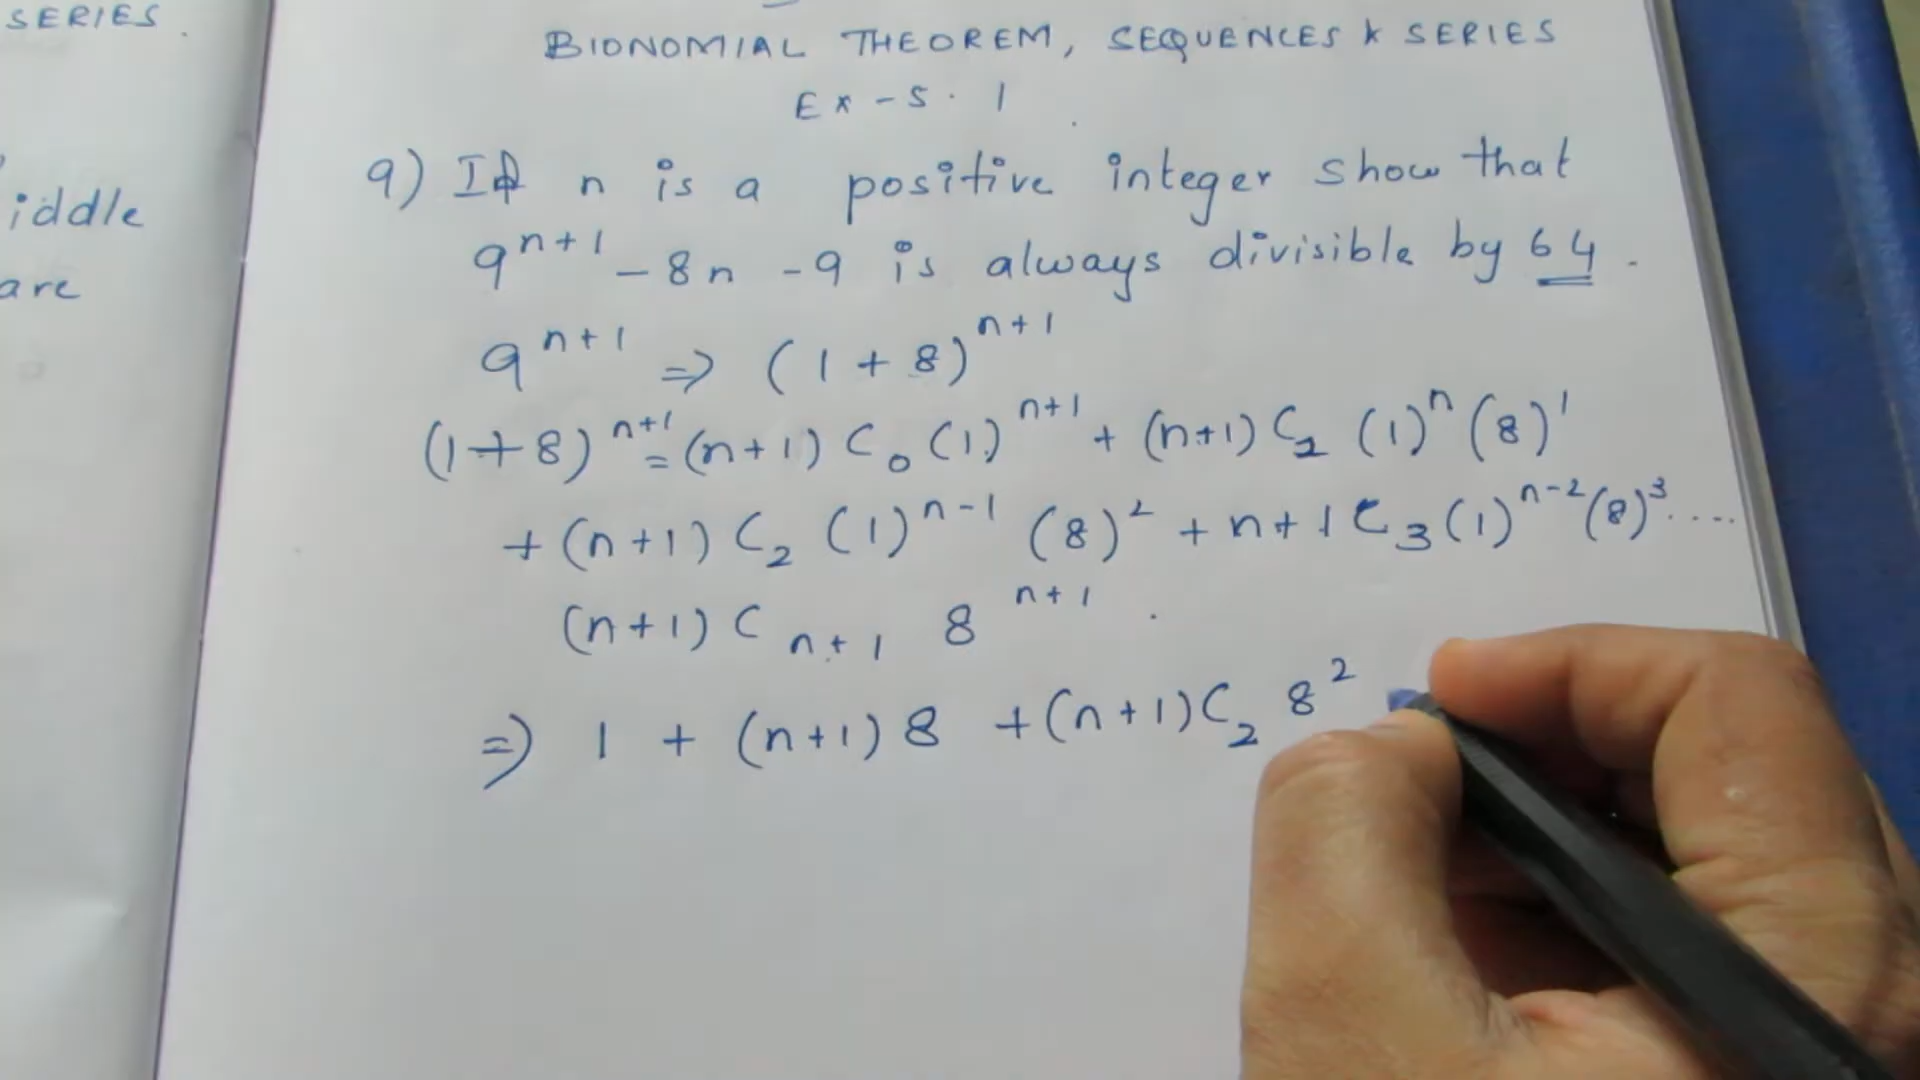 SERIES
iddle
are
BIONOMIAL THEOREM, SEQUENCES & SERIES
Ex - 5.1
9) If n is a positive integer show that
9^{n+1} - 8n - 9 is always divisible by 64.
9^{n+1} ⇒ (1 + 8)^{n+1}
(1+8)^{n+1} = (n+1) C₀ (1)^{n+1} + (n+1) C₂ (1)^n (8)^1
+ (n+1) C₂ (1)^{n-1} (8)^2 + n+1 C₃ (1)^{n-2} (8)^3 ....
(n+1) C_{n+1} 8^{n+1}.
⇒ 1 + (n+1) 8 + (n+1) C₂ 8^2